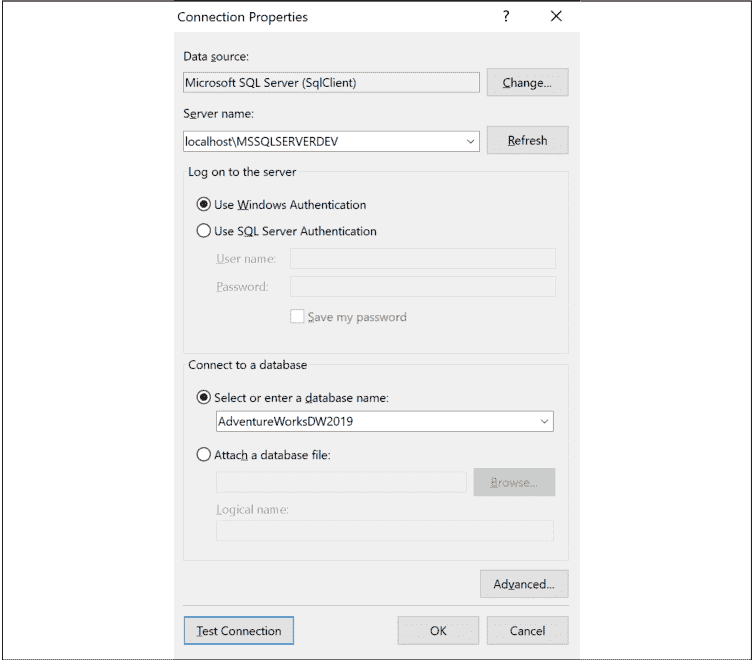 Connection Properties ?
Data source:
Microsoft SQL Server (SqlClient) Change...
Server name:
localhost\MSSQLSERVERDEV Refresh
Log on to the server
Use Windows Authentication
Use SQL Server Authentication
User name:
Password:
Save my password
Connect to a database
Select or enter a database name:
AdventureWorksDW2019
Attach a database file:
Browse...
Logical name:
Advanced...
Test Connection OK Cancel